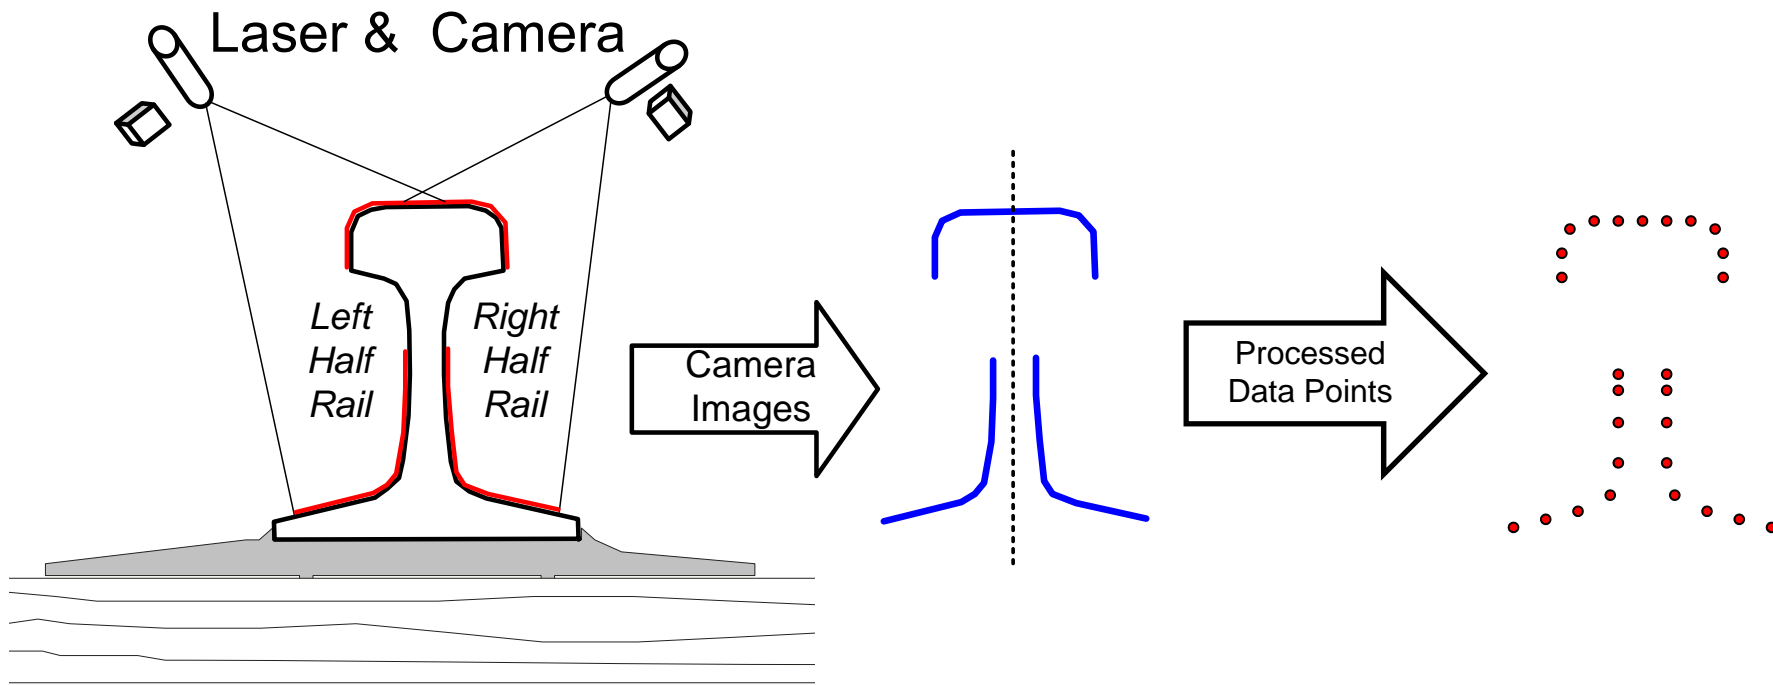 Laser & Camera
Left
Half
Rail
Right
Half
Rail
Camera
Images
Processed
Data Points